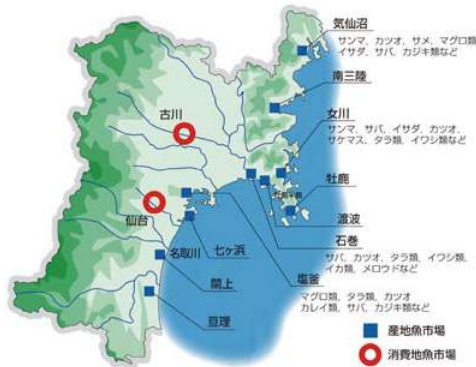 気仙沼
サンマ、カツオ、サメ、マグロ類、
イサダ、サバ、カジキ類など
南三陸
古川
女川
サンマ、サバ、イサダ、カツオ、
サケマス、タラ類、イワシ類など
牡鹿
牡鹿半島
渡波
仙台
名取川
七ヶ浜
石巻
サバ、カツオ、タラ類、イワシ類、
イカ類、メロウドなど
閖上
塩釜
マグロ類、タラ類、カツオ
カレイ類、サバ、カジキ類など
亘理
産地魚市場
消費地魚市場